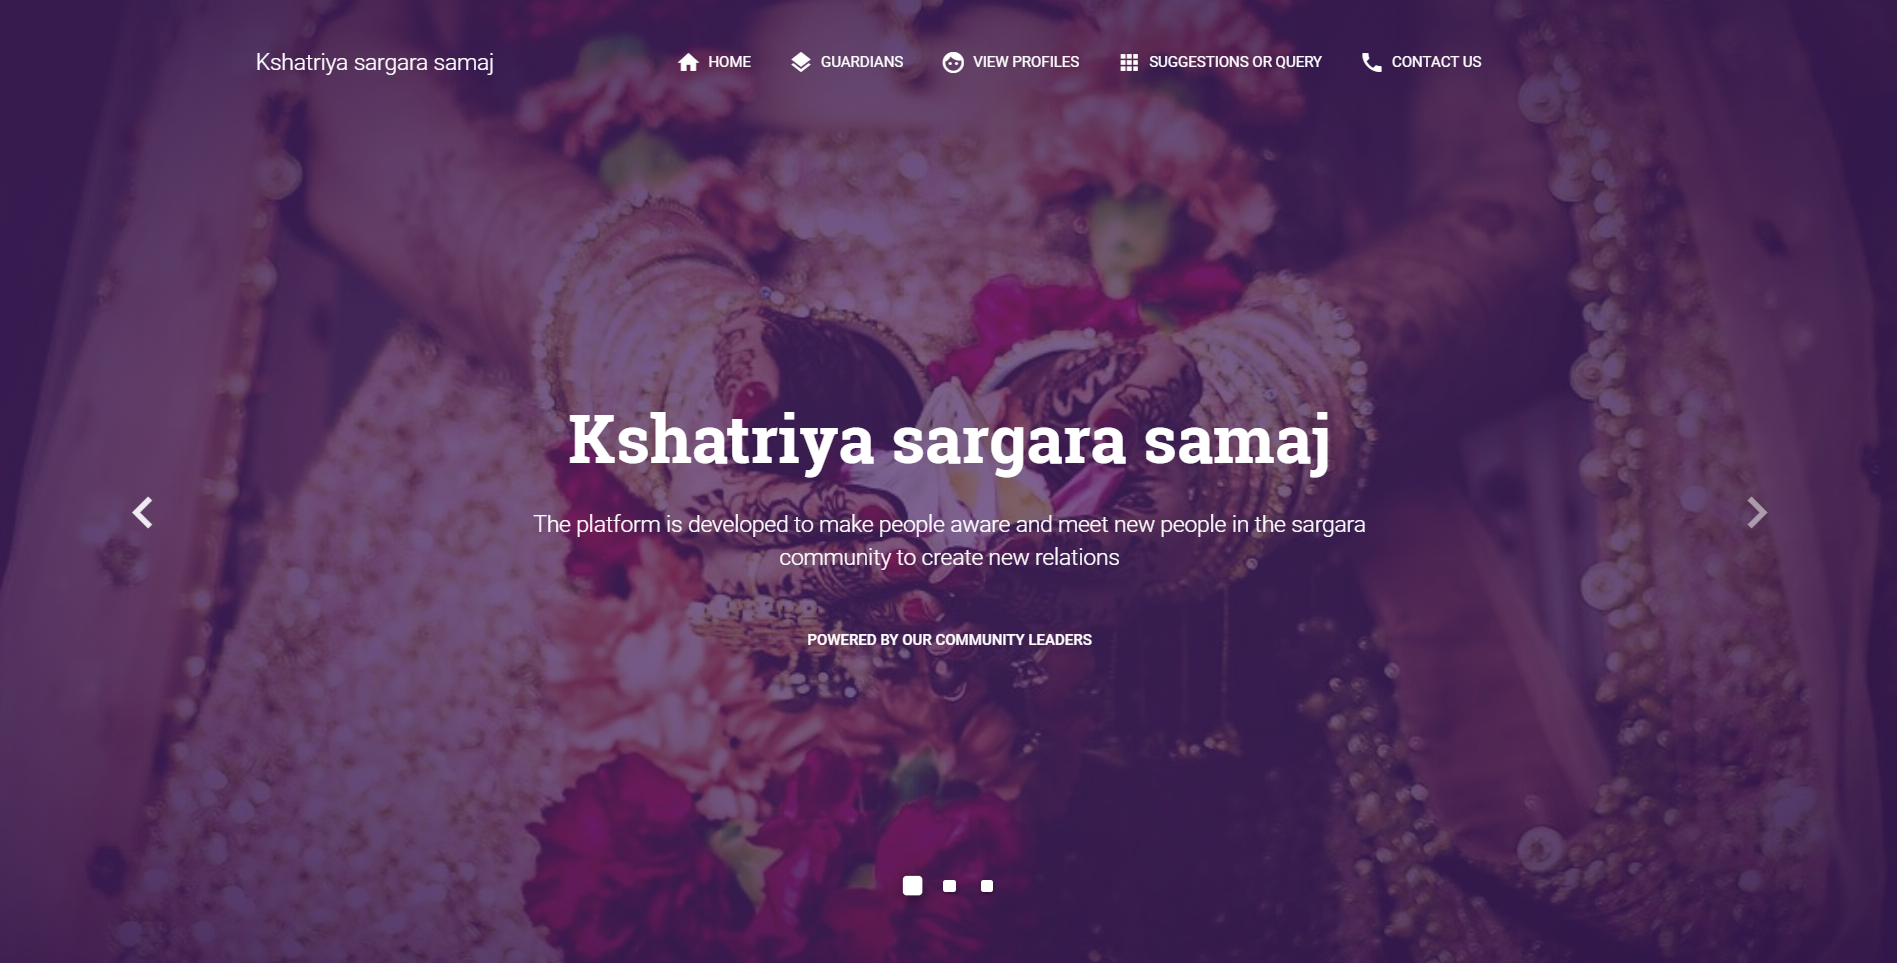 Kshatriya sargara samaj
HOME
GUARDIANS
VIEW PROFILES
SUGGESTIONS OR QUERY
CONTACT US
Kshatriya sargara samaj
The platform is developed to make people aware and meet new people in the sargara
community to create new relations
POWERED BY OUR COMMUNITY LEADERS